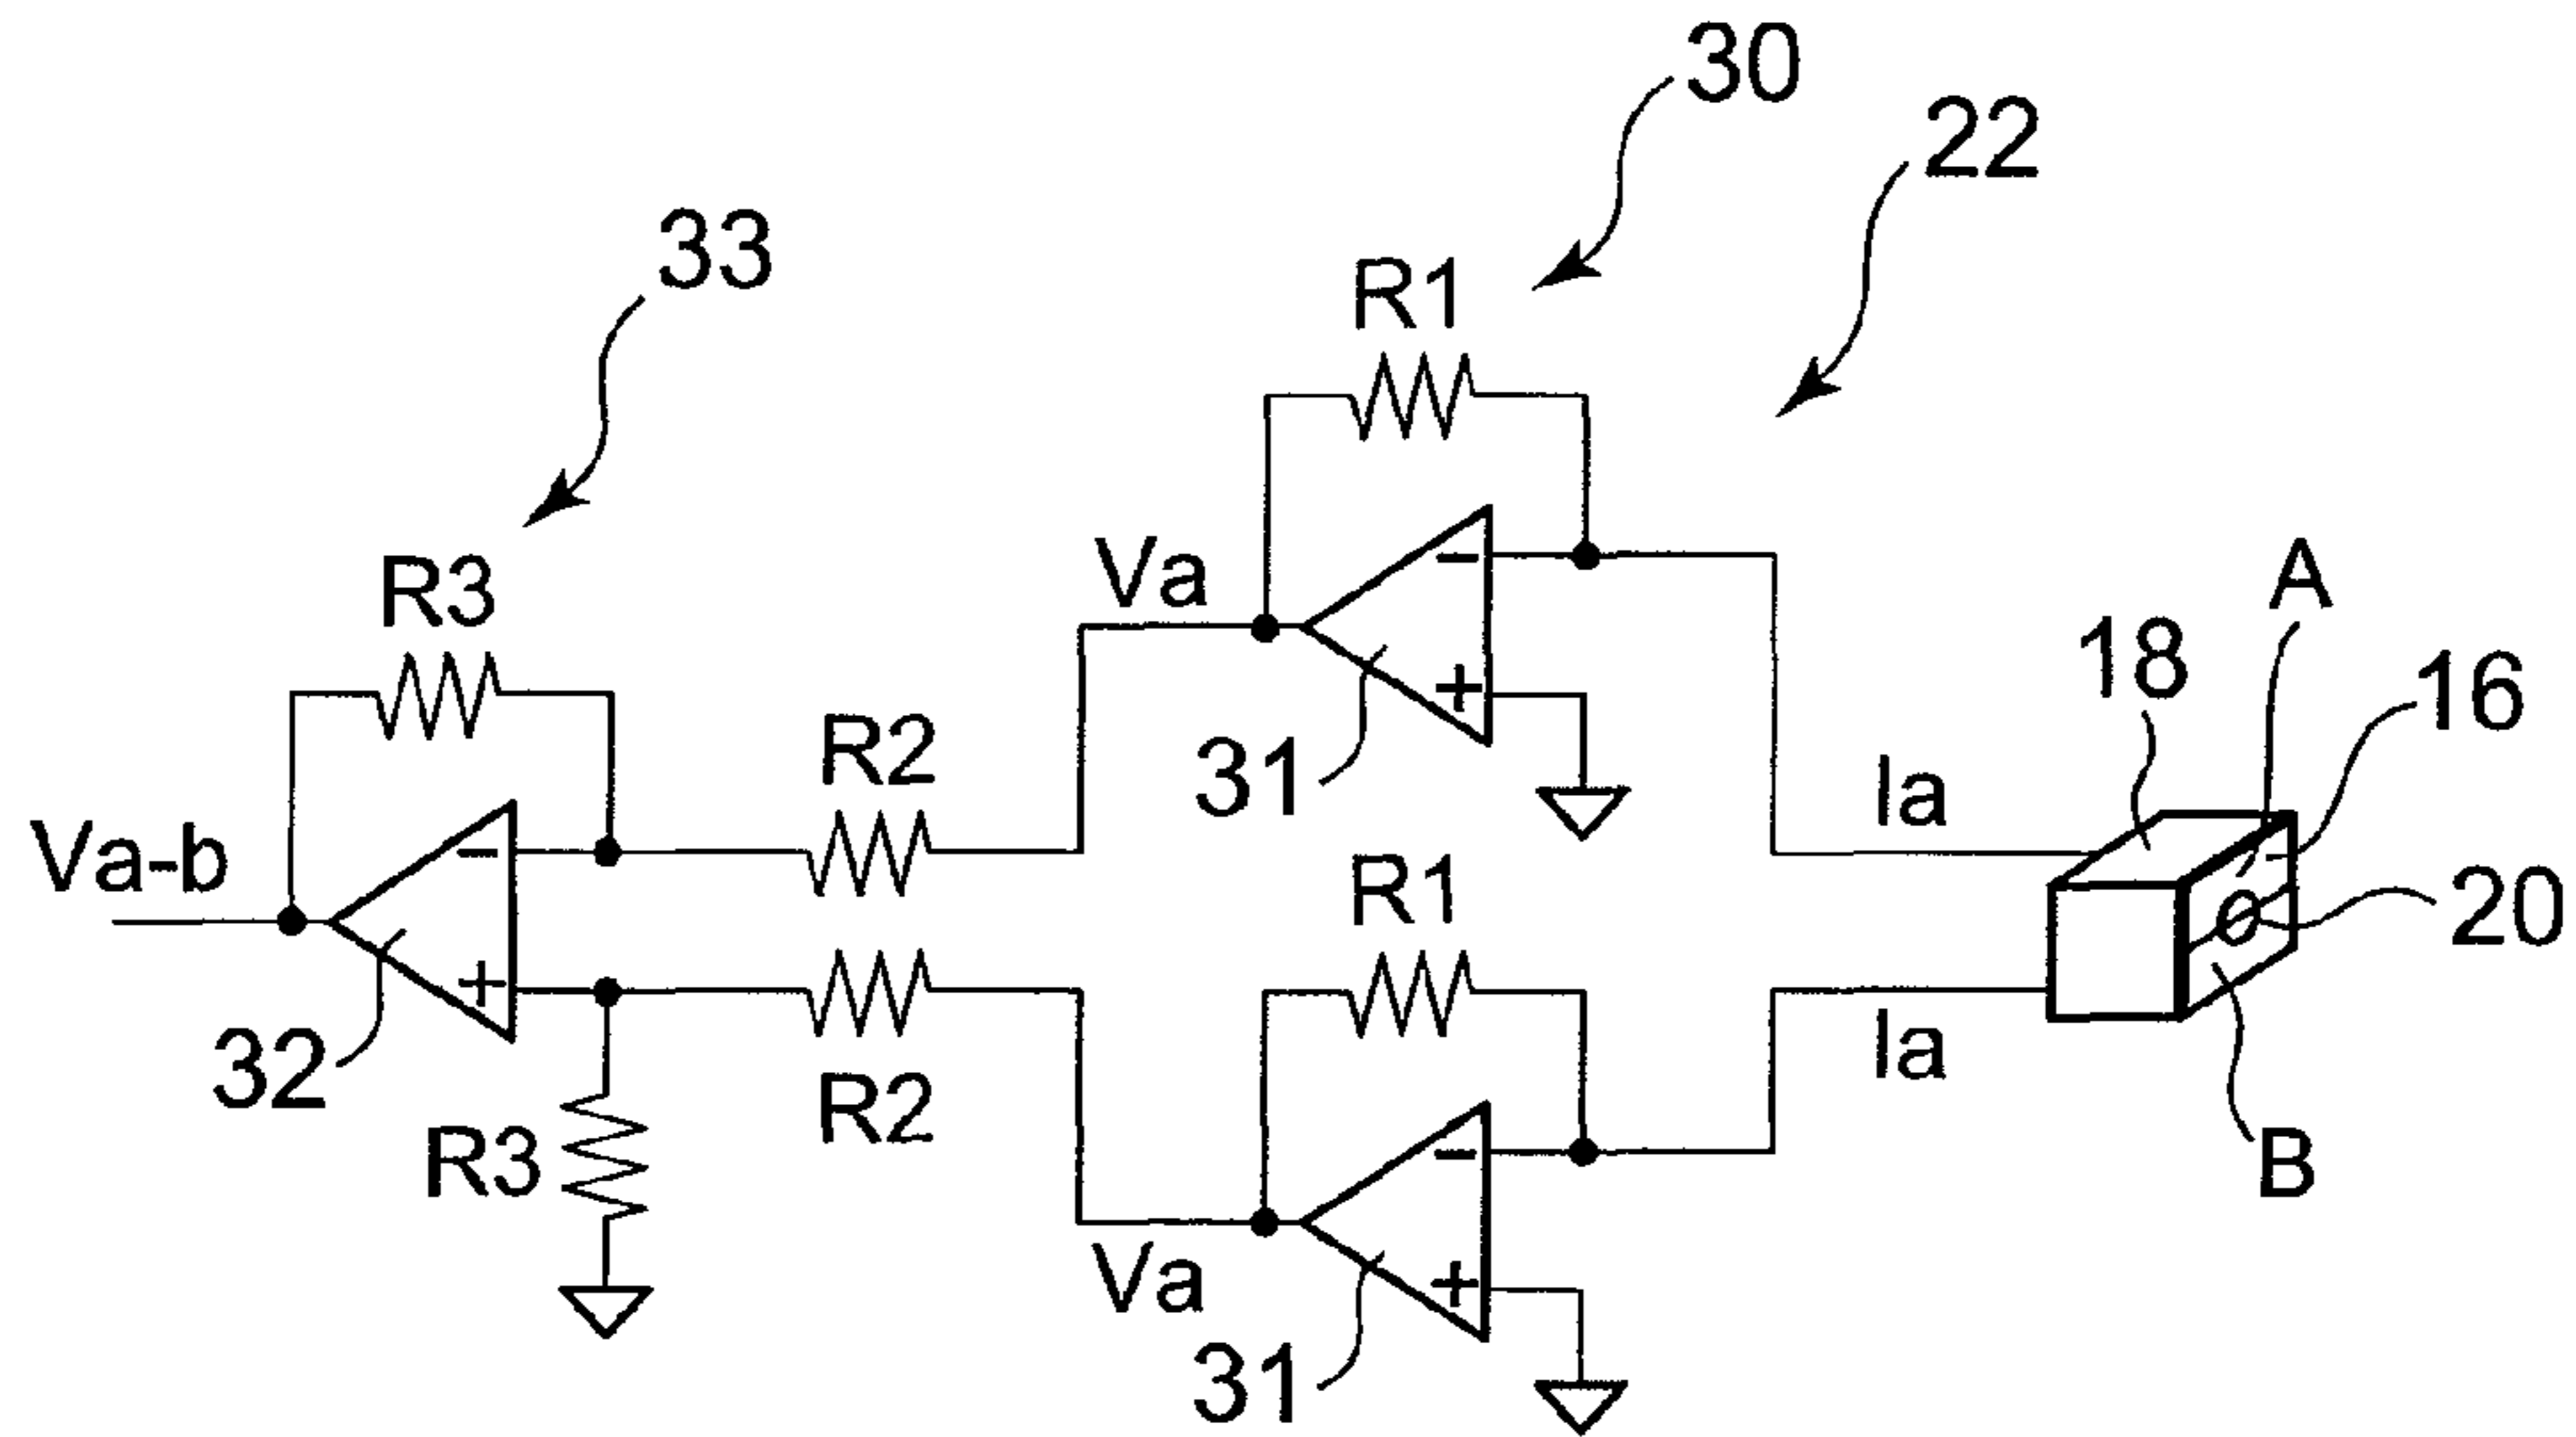 30
22
33
R1
R3
Va
-
A
18
16
31
+
R2
Ia
Va-b
-
R1
20
+
32
R3
R2
Ia
B
-
Va
+
31